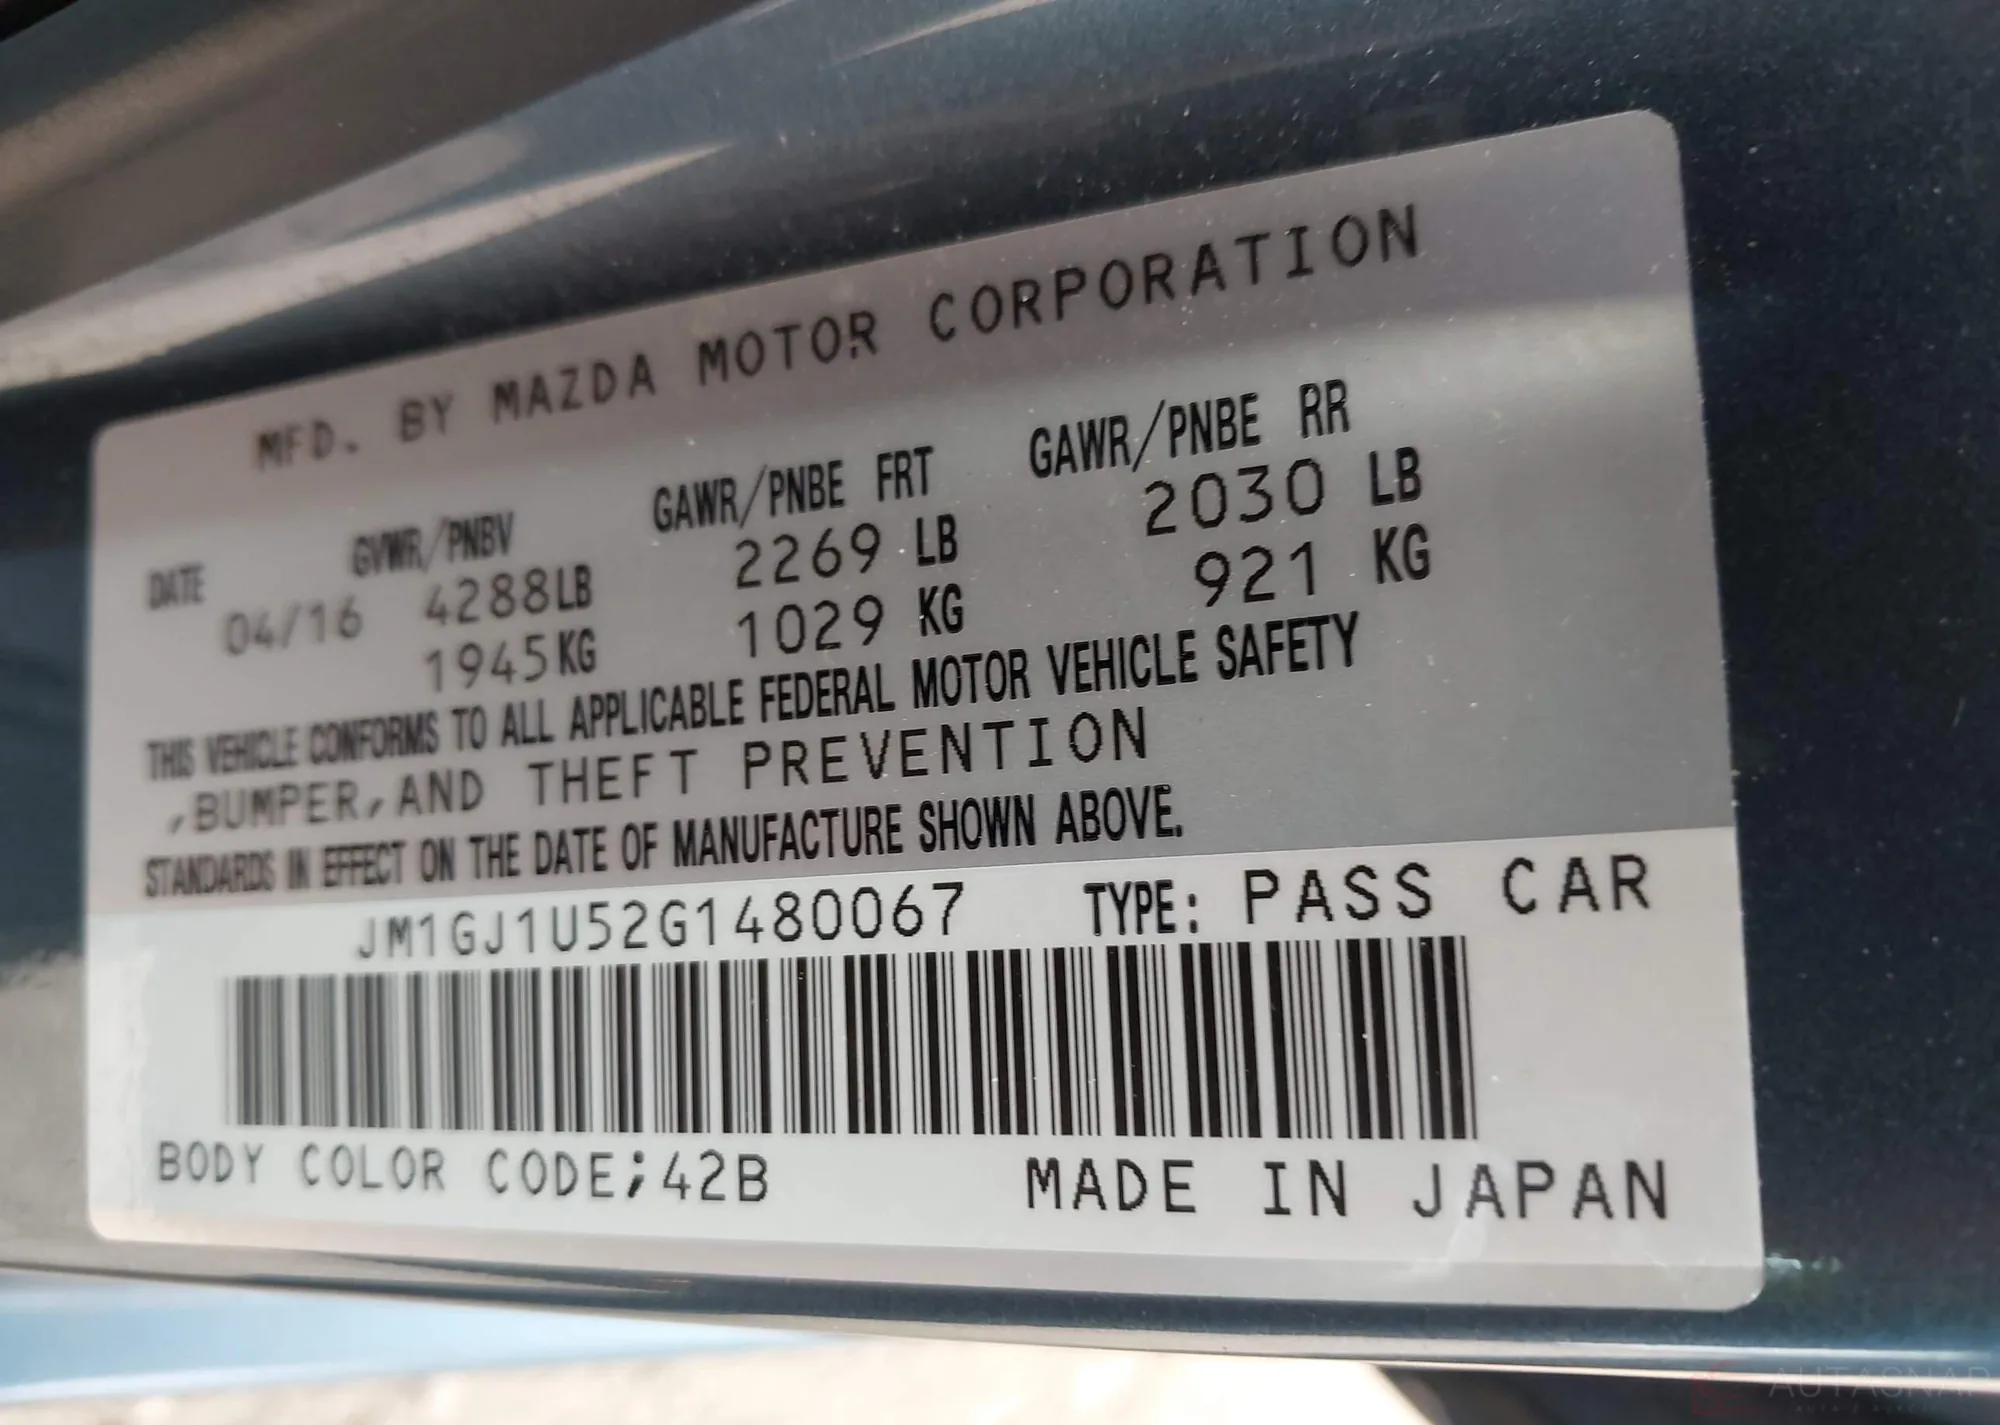 MFD. BY MAZDA MOTOR CORPORATION
DATE GVWR/PNBV GAWR/PNBE FRT GAWR/PNBE RR
04/16 4288LB 2269 LB 2030 LB
1945KG 1029 KG 921 KG
THIS VEHICLE CONFORMS TO ALL APPLICABLE FEDERAL MOTOR VEHICLE SAFETY
,BUMPER,AND THEFT PREVENTION
STANDARDS IN EFFECT ON THE DATE OF MANUFACTURE SHOWN ABOVE.
JM1GJ1U52G1480067 TYPE: PASS CAR
BODY COLOR CODE;42B MADE IN JAPAN
AUTASNAP